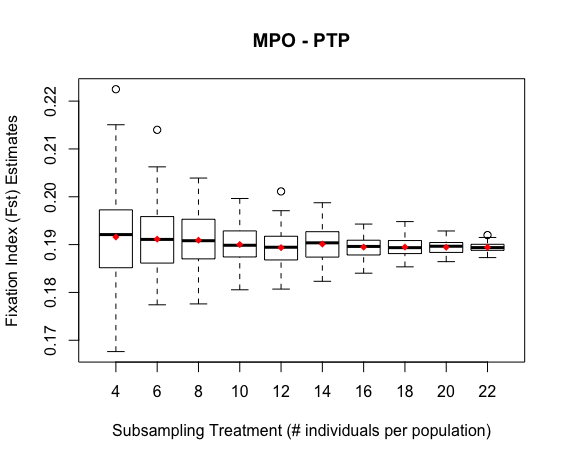 MPO - PTP
Fixation Index (Fst) Estimates
0.22
0.21
0.20
0.19
0.18
0.17
4 6 8 10 12 14 16 18 20 22
Subsampling Treatment (# individuals per population)